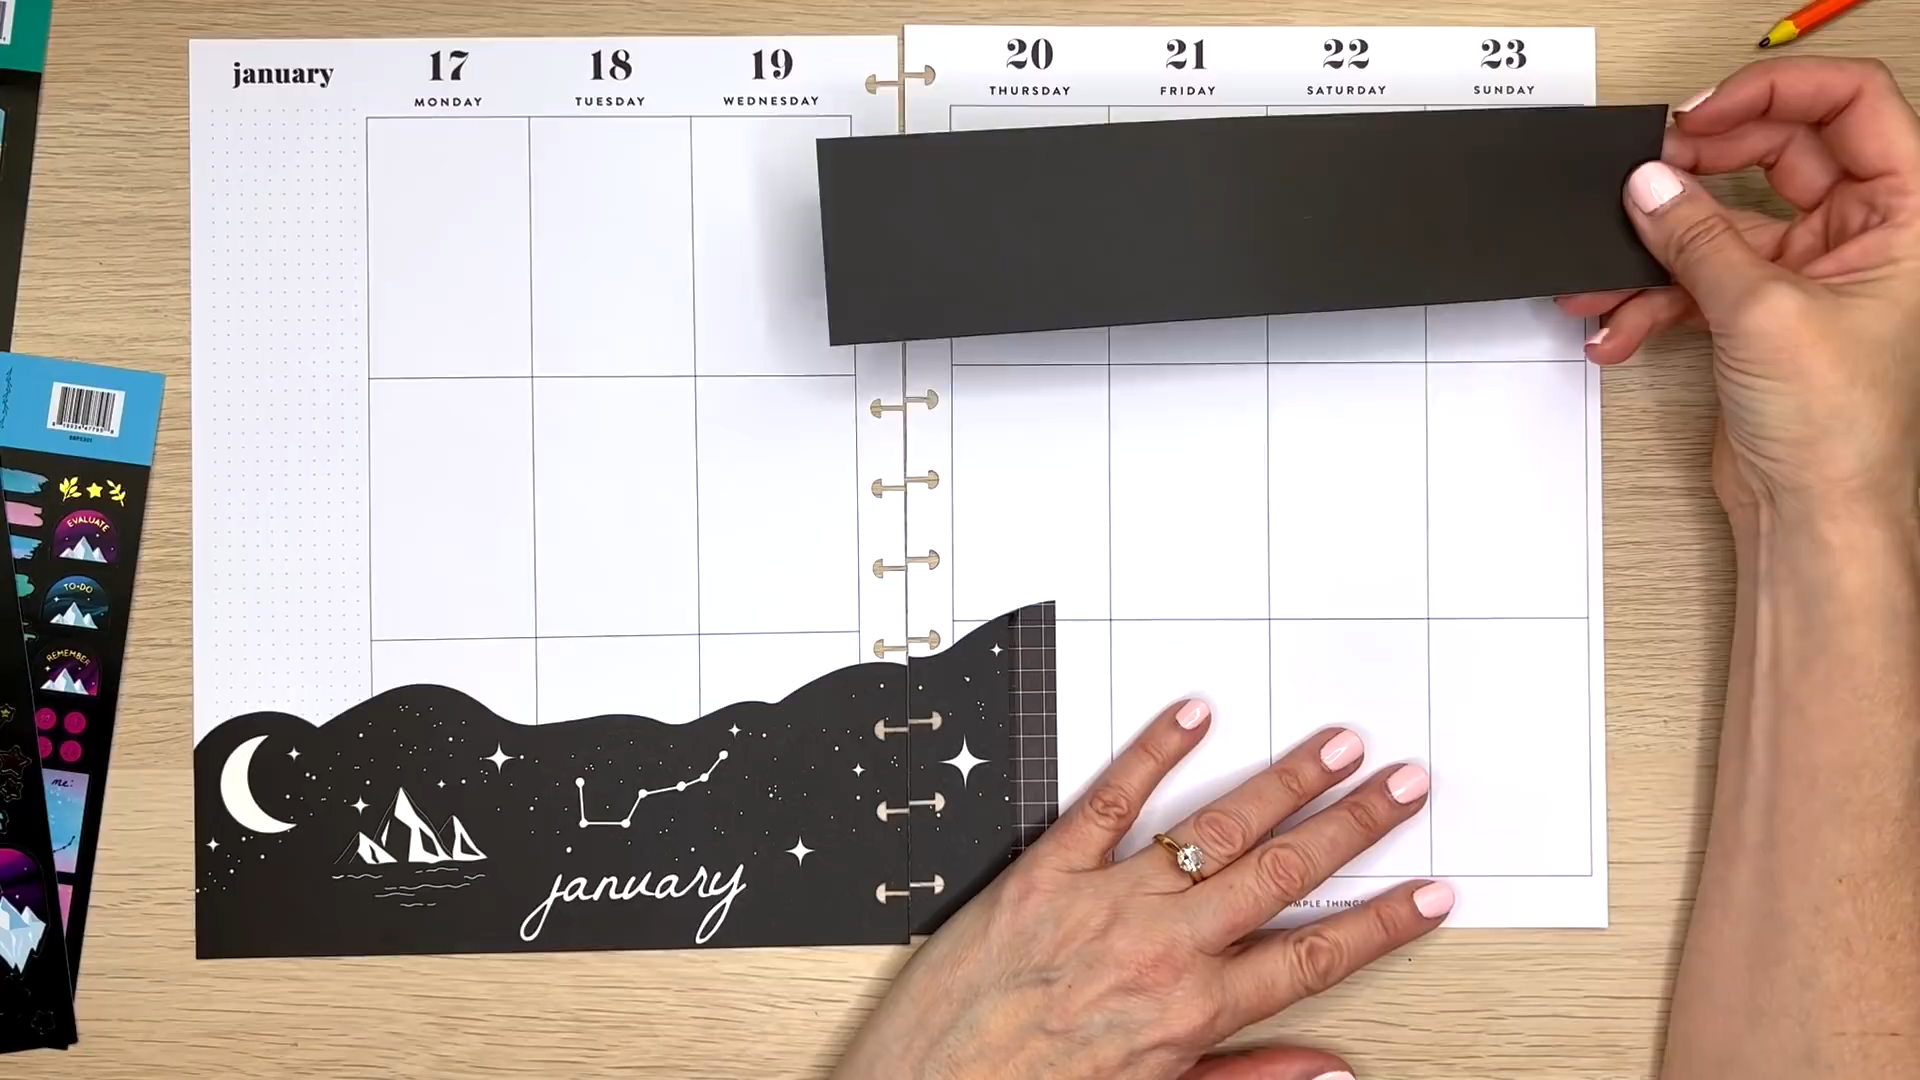 january
17
MONDAY
18
TUESDAY
19
WEDNESDAY
20
THURSDAY
21
FRIDAY
22
SATURDAY
23
SUNDAY
EVALUATE
TO•DO
REMEMBER
me:
january